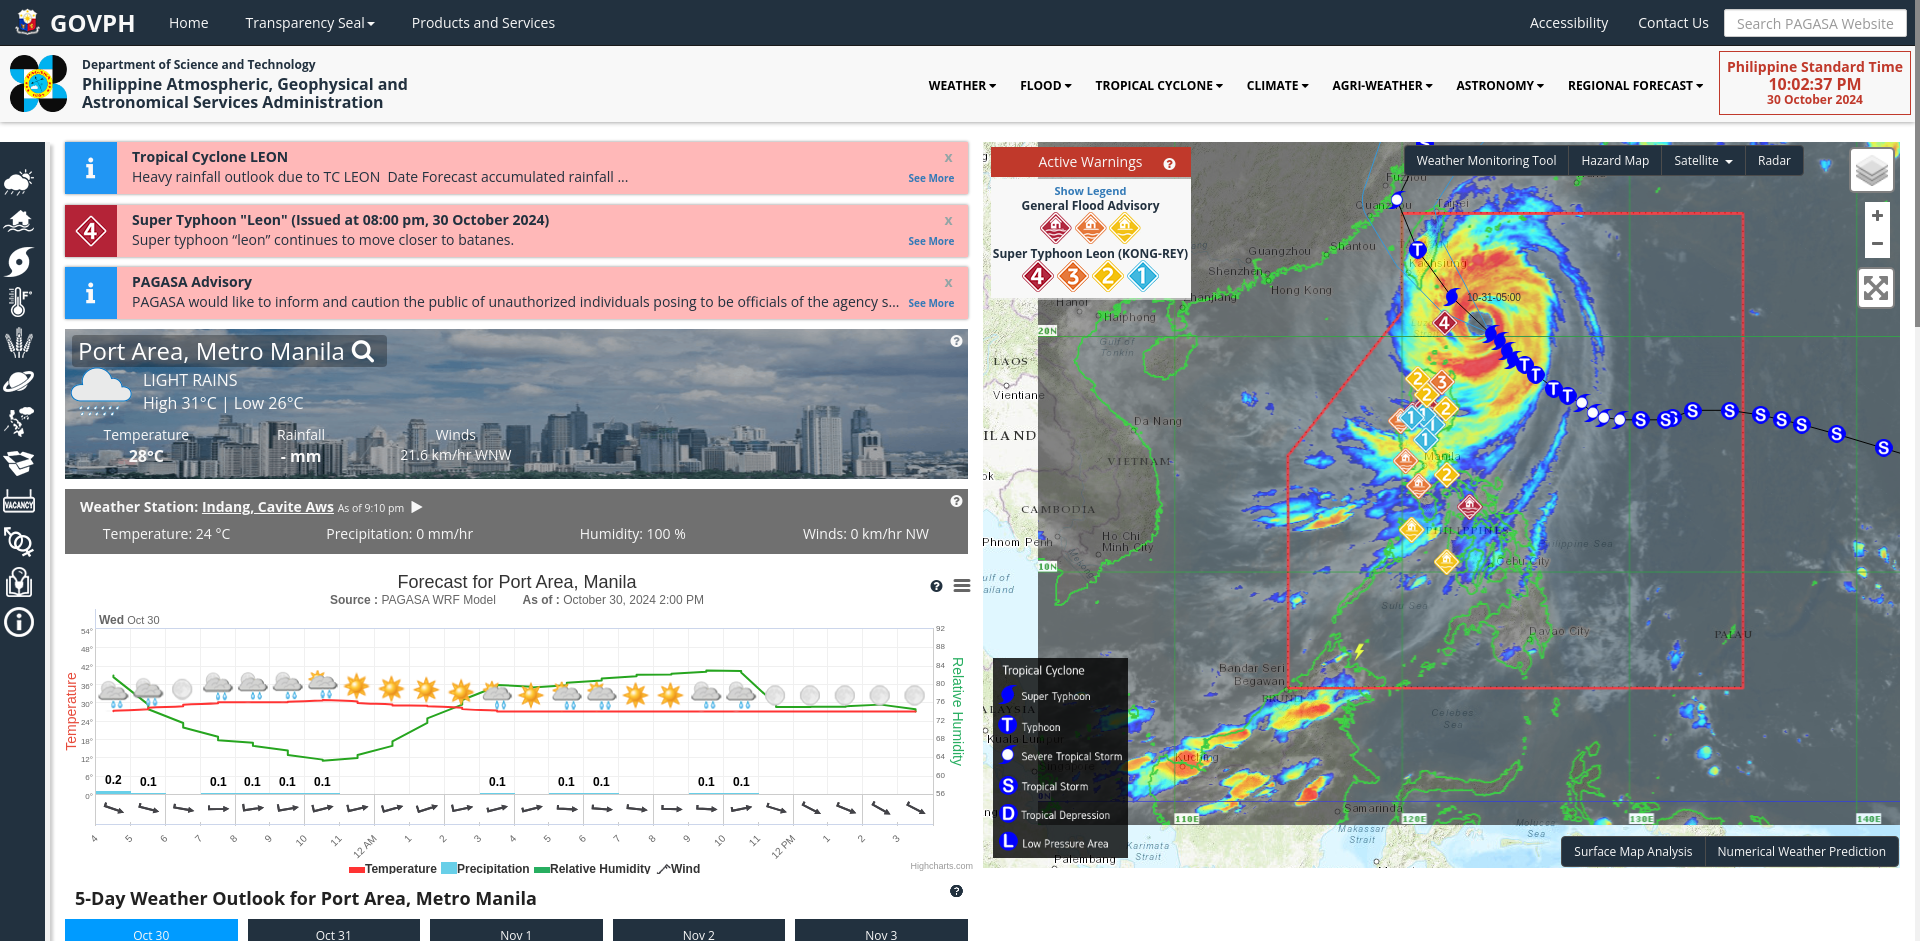 GOVPH
Home
Transparency Seal
Products and Services
Accessibility
Contact Us
Search PAGASA Website
Department of Science and Technology
Philippine Atmospheric, Geophysical and
Astronomical Services Administration
WEATHER
FLOOD
TROPICAL CYCLONE
CLIMATE
AGRI-WEATHER
ASTRONOMY
REGIONAL FORECAST
Philippine Standard Time
10:02:37 PM
30 October 2024
VACANCY
Tropical Cyclone LEON
x
Heavy rainfall outlook due to TC LEON Date Forecast accumulated rainfall ...
See More
4
Super Typhoon "Leon" (Issued at 08:00 pm, 30 October 2024)
x
Super typhoon “leon” continues to move closer to batanes.
See More
PAGASA Advisory
x
PAGASA would like to inform and caution the public of unauthorized individuals posing to be officials of the agency s...
See More
Port Area, Metro Manila
LIGHT RAINS
High 31°C | Low 26°C
Temperature
Rainfall
Winds
28°C
- mm
21.6 km/hr WNW
Weather Station: Indang, Cavite Aws As of 9:10 pm
Temperature: 24 °C
Precipitation: 0 mm/hr
Humidity: 100 %
Winds: 0 km/hr NW
Forecast for Port Area, Manila
Source : PAGASA WRF Model As of : October 30, 2024 2:00 PM
Wed Oct 30
Temperature
54°
48°
42°
36°
30°
24°
18°
12°
6°
0°
0.2 0.1 0.1 0.1 0.1 0.1 0.1 0.1 0.1 0.1 0.1
92
88
84
80
76
72
68
64
60
56
Relative Humidity
4 5 6 7 8 9 10 11 12 AM 1 2 3 4 5 6 7 8 9 10 11 12 PM 1 2 3
Temperature Precipitation Relative Humidity Wind
Highcharts.com
5-Day Weather Outlook for Port Area, Metro Manila
Oct 30
Oct 31
Nov 1
Nov 2
Nov 3
Active Warnings
Show Legend
General Flood Advisory
Super Typhoon Leon (KONG-REY)
4 3 2 1
Weather Monitoring Tool
Hazard Map
Satellite
Radar
+
−
Fuzhou
Quanzhou
Taipei
Guangzhou
Shantou
Kaohsiung
Shenzhen
Hong Kong
Zhanjiang
10-31-05:00
Hanoi
Haiphong
20N
Gulf of
Tonkin
LAOS
Vientiane
Da Nang
VIETNAM
Manila
CAMBODIA
Phnom Penh
Ho Chi
Minh City
PHILIPPINES
Cebu City
10N
Sulu Sea
Davao City
PALAU
Bandar Seri
Begawan
BRUNEI
Celebes
Sea
Kuala Lumpur
Kuching
Samarinda
110E
120E
130E
140E
Makassar
Strait
Karimata
Strait
Palembang
Tropical Cyclone
Super Typhoon
T Typhoon
Severe Tropical Storm
S Tropical Storm
D Tropical Depression
L Low Pressure Area
Surface Map Analysis
Numerical Weather Prediction